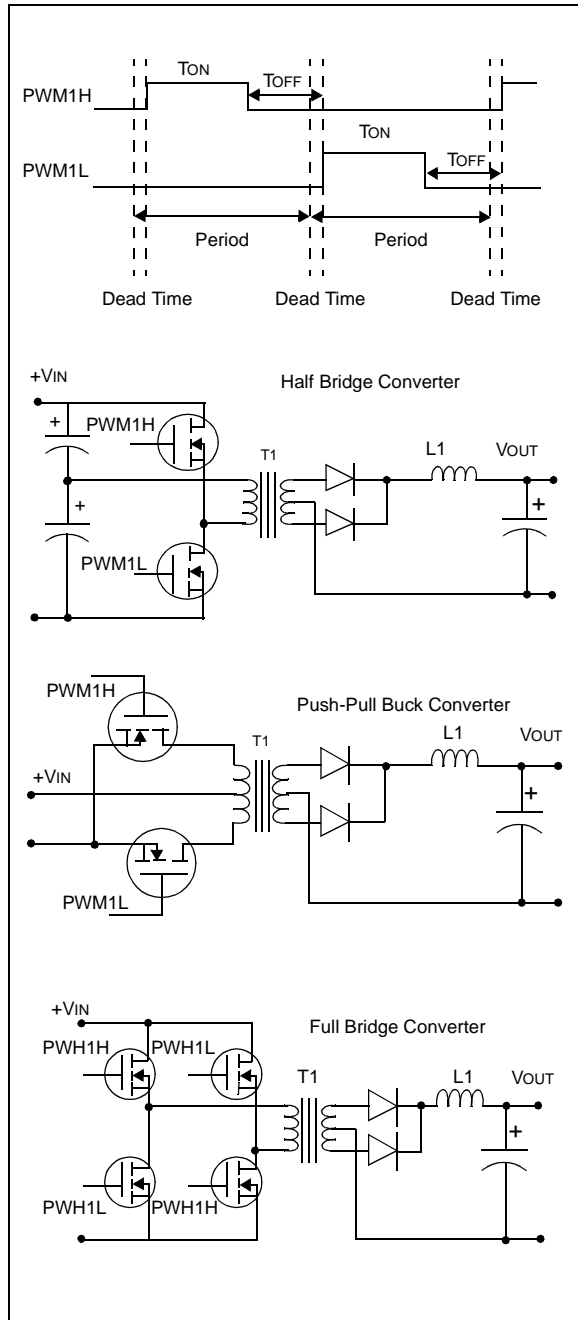 TON
PWM1H
TOFF
TON
PWM1L
TOFF
Period
Period
Dead Time
Dead Time
Dead Time
+VIN
Half Bridge Converter
+
PWM1H
T1
L1
VOUT
+
+
PWM1L
PWM1H
Push-Pull Buck Converter
T1
L1
VOUT
+VIN
+
PWM1L
+VIN
Full Bridge Converter
PWH1H
PWH1L
T1
L1
VOUT
+
PWH1L
PWH1H